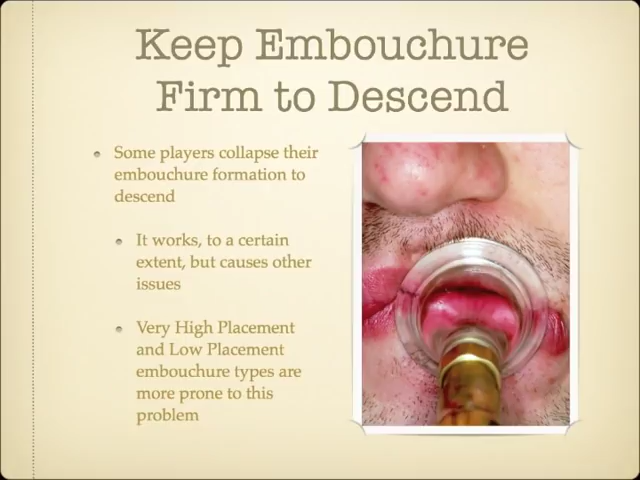 Keep Embouchure
Firm to Descend
Some players collapse their
embouchure formation to
descend
It works, to a certain
extent, but causes other
issues
Very High Placement
and Low Placement
embouchure types are
more prone to this
problem